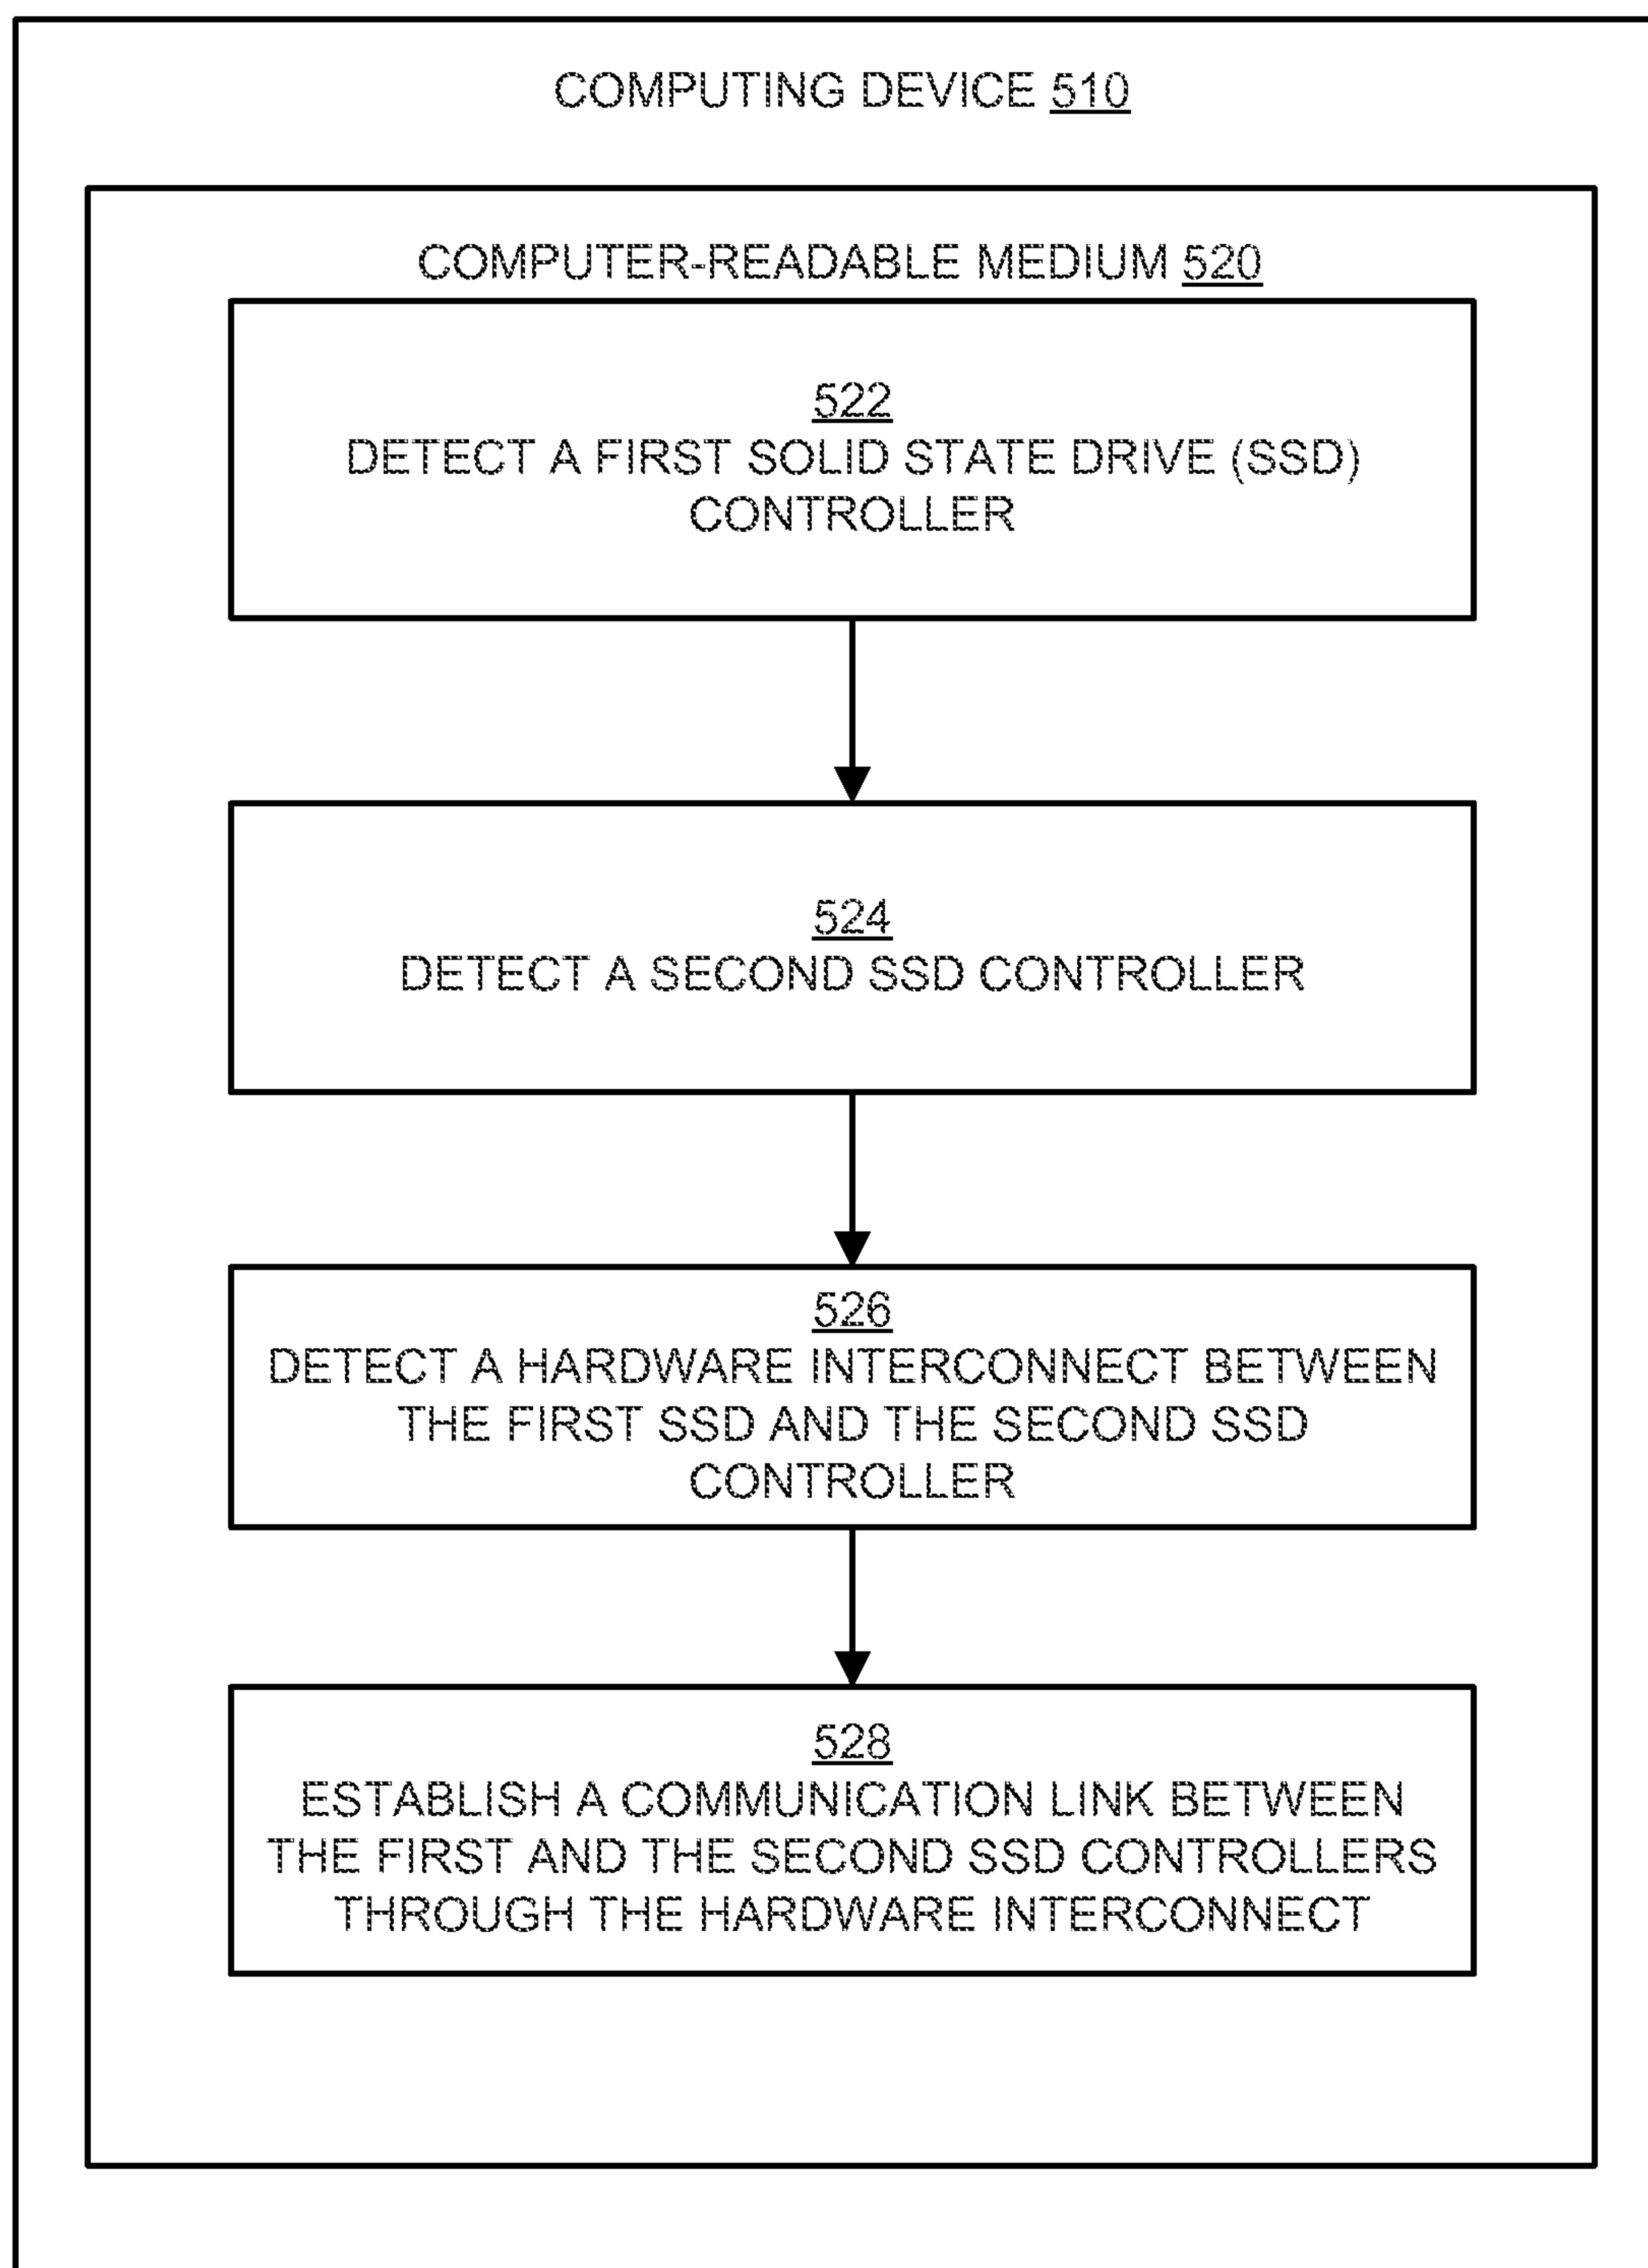 COMPUTING DEVICE 510
COMPUTER-READABLE MEDIUM 520
522
DETECT A FIRST SOLID STATE DRIVE (SSD)
CONTROLLER
524
DETECT A SECOND SSD CONTROLLER
526
DETECT A HARDWARE INTERCONNECT BETWEEN
THE FIRST SSD AND THE SECOND SSD
CONTROLLER
528
ESTABLISH A COMMUNICATION LINK BETWEEN
THE FIRST AND THE SECOND SSD CONTROLLERS
THROUGH THE HARDWARE INTERCONNECT